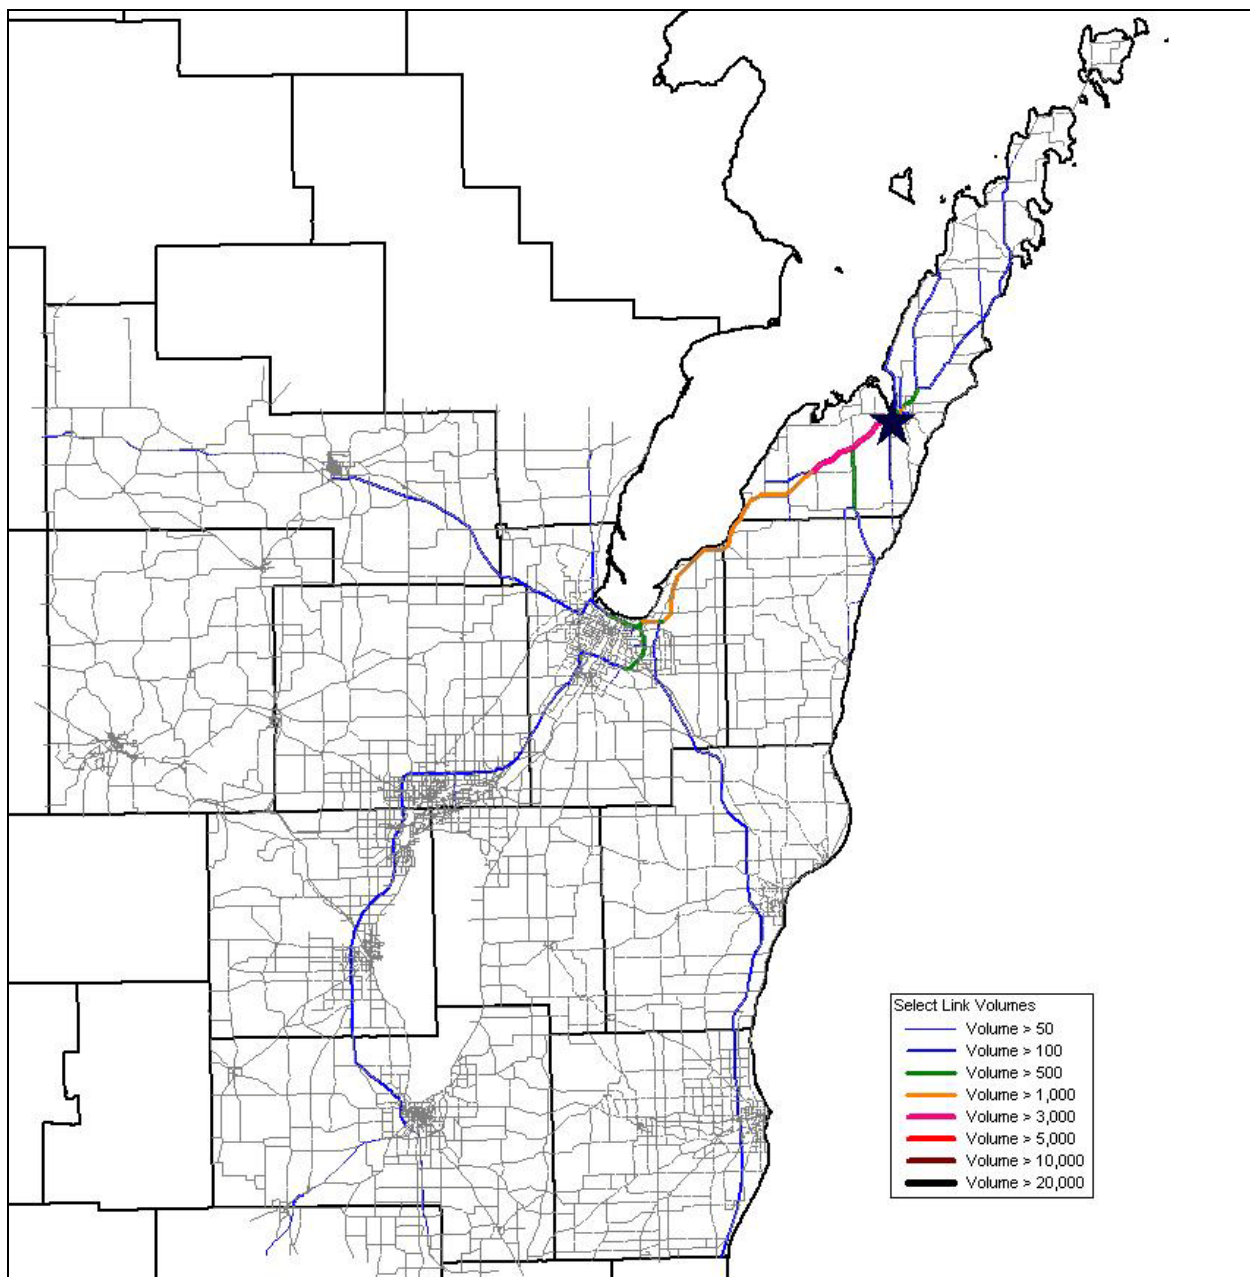 Select Link Volumes
Volume > 50
Volume > 100
Volume > 500
Volume > 1,000
Volume > 3,000
Volume > 5,000
Volume > 10,000
Volume > 20,000